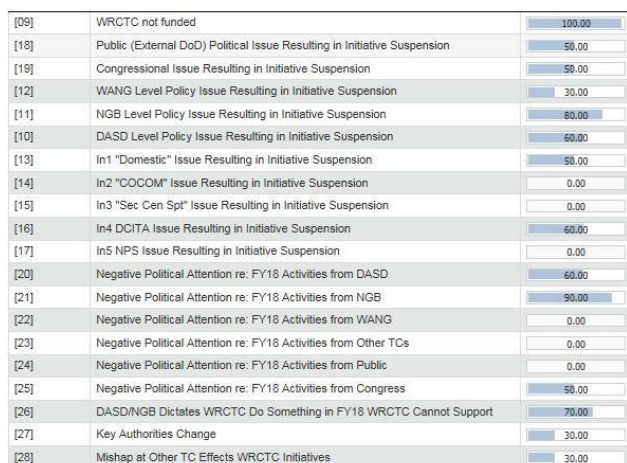 [09] WRCTC not funded 100.00
[18] Public (External DoD) Political Issue Resulting in Initiative Suspension 50.00
[19] Congressional Issue Resulting in Initiative Suspension 50.00
[12] WANG Level Policy Issue Resulting in Initiative Suspension 30.00
[11] NGB Level Policy Issue Resulting in Initiative Suspension 80.00
[10] DASD Level Policy Issue Resulting in Initiative Suspension 60.00
[13] In1 "Domestic" Issue Resulting in Initiative Suspension 50.00
[14] In2 "COCOM" Issue Resulting in Initiative Suspension 0.00
[15] In3 "Sec Cen Spt" Issue Resulting in Initiative Suspension 0.00
[16] In4 DCITA Issue Resulting in Initiative Suspension 60.00
[17] In5 NPS Issue Resulting in Initiative Suspension 0.00
[20] Negative Political Attention re: FY18 Activities from DASD 60.00
[21] Negative Political Attention re: FY18 Activities from NGB 90.00
[22] Negative Political Attention re: FY18 Activities from WANG 0.00
[23] Negative Political Attention re: FY18 Activities from Other TCs 0.00
[24] Negative Political Attention re: FY18 Activities from Public 0.00
[25] Negative Political Attention re: FY18 Activities from Congress 50.00
[26] DASD/NGB Dictates WRCTC Do Something in FY18 WRCTC Cannot Support 70.00
[27] Key Authorities Change 30.00
[28] Mishap at Other TC Effects WRCTC Initiatives 30.00